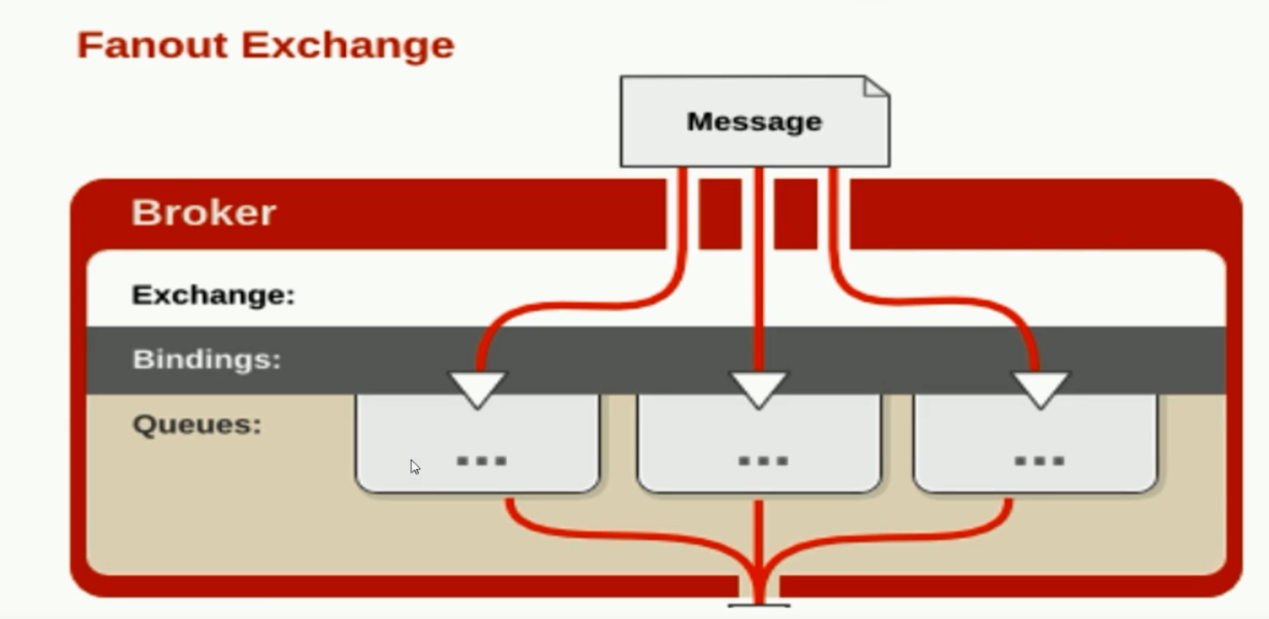 Fanout Exchange
Message
Broker
Exchange:
Bindings:
Queues:
... ... ...